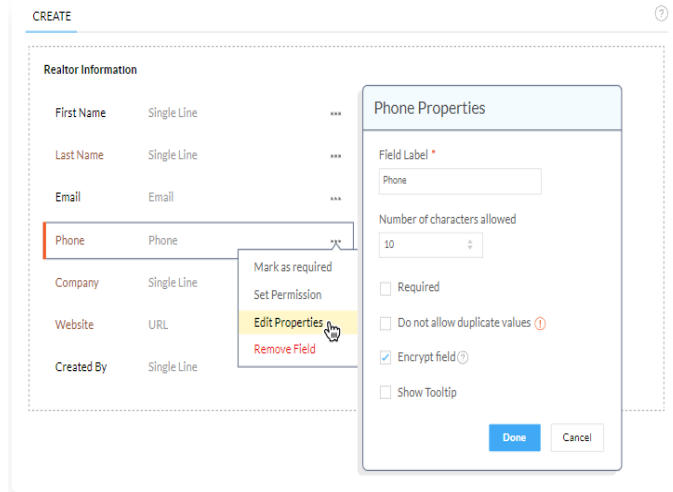 CREATE
?
Realtor Information
First Name Single Line
Last Name Single Line
Email Email
Phone Phone
Company Single Line
Website URL
Created By Single Line
Mark as required
Set Permission
Edit Properties
Remove Field
Phone Properties
Field Label *
Phone
Number of characters allowed
10
Required
Do not allow duplicate values !
Encrypt field ?
Show Tooltip
Done Cancel